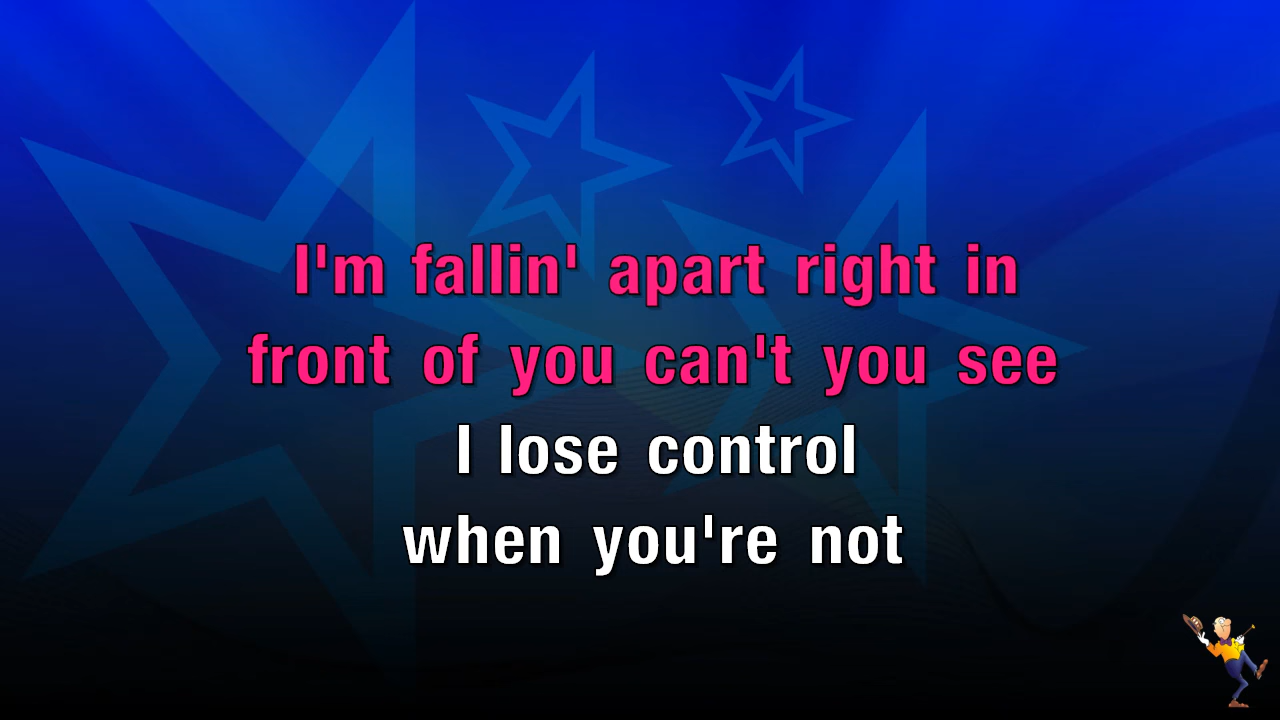 I'm fallin' apart right in
front of you can't you see
I lose control
when you're not